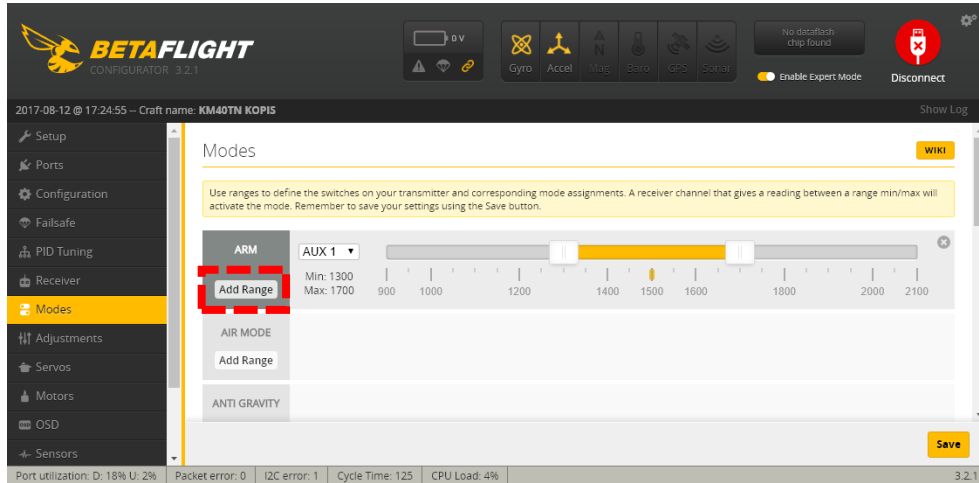 BETAFLIGHT
CONFIGURATOR 3.2.1
0 V
Gyro Accel Mag Baro GPS Sonar
No dataflash
chip found
Enable Expert Mode
Disconnect
2017-08-12 @ 17:24:55 -- Craft name: KM40TN KOPIS
Show Log
Setup
Ports
Configuration
Failsafe
PID Tuning
Receiver
Modes
Adjustments
Servos
Motors
OSD
Sensors
Modes
WIKI
Use ranges to define the switches on your transmitter and corresponding mode assignments. A receiver channel that gives a reading between a range min/max will
activate the mode. Remember to save your settings using the Save button.
ARM
Add Range
AUX 1
Min: 1300
Max: 1700
900 1000 1200 1400 1500 1600 1800 2000 2100
AIR MODE
Add Range
ANTI GRAVITY
Save
Port utilization: D: 18% U: 2% Packet error: 0 I2C error: 1 Cycle Time: 125 CPU Load: 4% 3.2.1